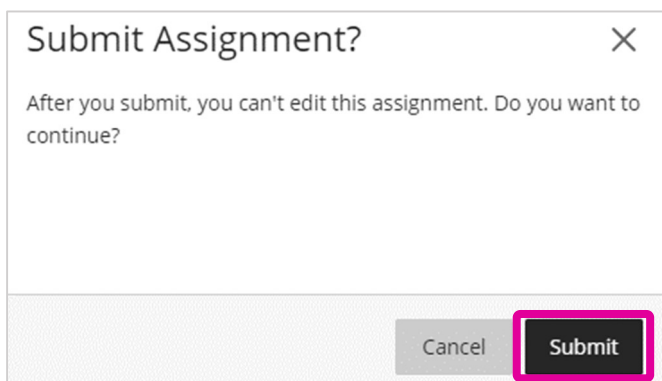 Submit Assignment?
After you submit, you can't edit this assignment. Do you want to
continue?
Cancel
Submit